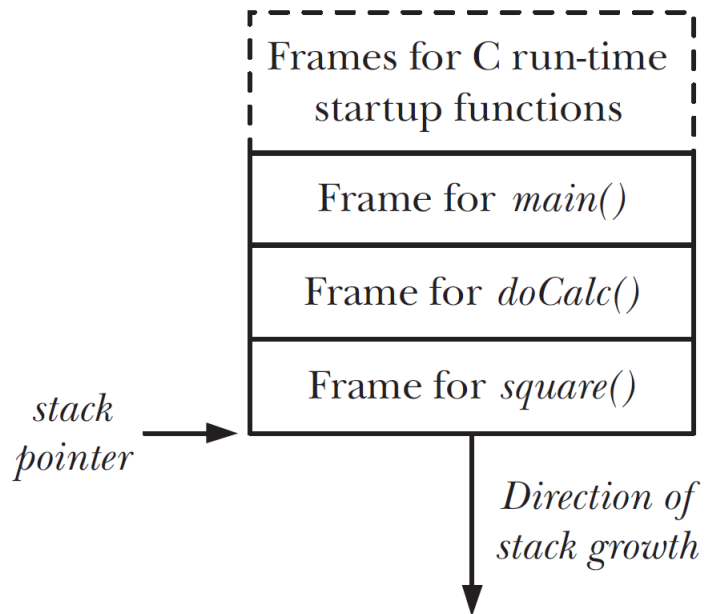 Frames for C run-time
startup functions
Frame for main()
Frame for doCalc()
Frame for square()
stack
pointer
Direction of
stack growth